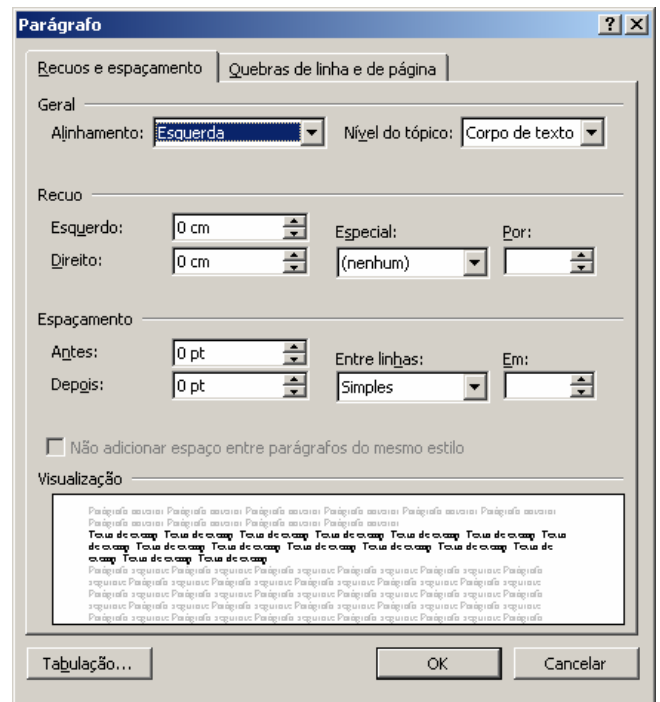 Parágrafo
Recuos e espaçamento Quebras de linha e de página
Geral
Alinhamento: Esquerda Nível do tópico: Corpo de texto
Recuo
Esquerdo: 0 cm Especial: Por:
Direito: 0 cm (nenhum)
Espaçamento
Antes: 0 pt Entre linhas: Em:
Depois: 0 pt Simples
Não adicionar espaço entre parágrafos do mesmo estilo
Visualização
Tabulação... OK Cancelar